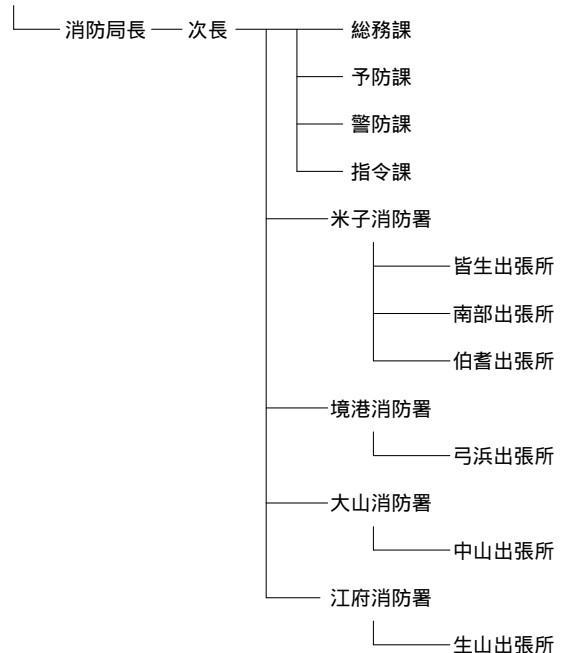 消防局長 次長 総務課
予防課
警防課
指令課
米子消防署
皆生出張所
南部出張所
伯耆出張所
境港消防署
弓浜出張所
大山消防署
中山出張所
江府消防署
生山出張所